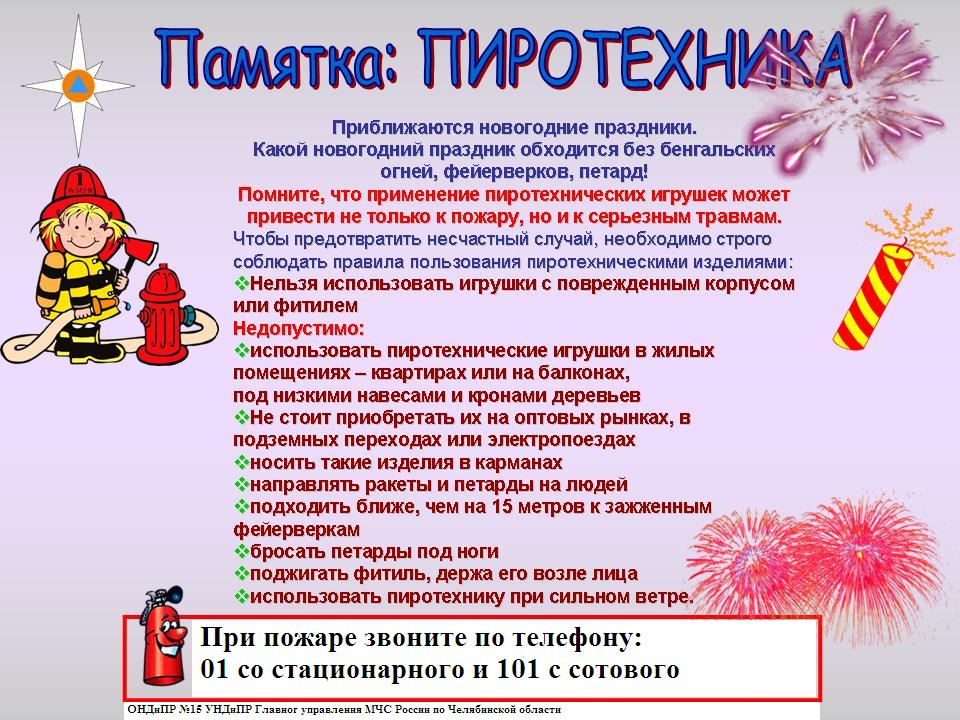 Памятка: ПИРОТЕХНИКА
Приближаются новогодние праздники.
Какой новогодний праздник обходится без бенгальских
огней, фейерверков, петард!
Помните, что применение пиротехнических игрушек может
привести не только к пожару, но и к серьезным травмам.
Чтобы предотвратить несчастный случай, необходимо строго
соблюдать правила пользования пиротехническими изделиями:
❖Нельзя использовать игрушки с поврежденным корпусом
или фитилем
Недопустимо:
❖использовать пиротехнические игрушки в жилых
помещениях – квартирах или на балконах,
под низкими навесами и кронами деревьев
❖Не стоит приобретать их на оптовых рынках, в
подземных переходах или электропоездах
❖носить такие изделия в карманах
❖направлять ракеты и петарды на людей
❖подходить ближе, чем на 15 метров к зажженным
фейерверкам
❖бросать петарды под ноги
❖поджигать фитиль, держа его возле лица
❖использовать пиротехнику при сильном ветре.
1
При пожаре звоните по телефону:
01 со стационарного и 101 с сотового
ОНДиПР №15 УНДиПР Главног управления МЧС России по Челябинской области